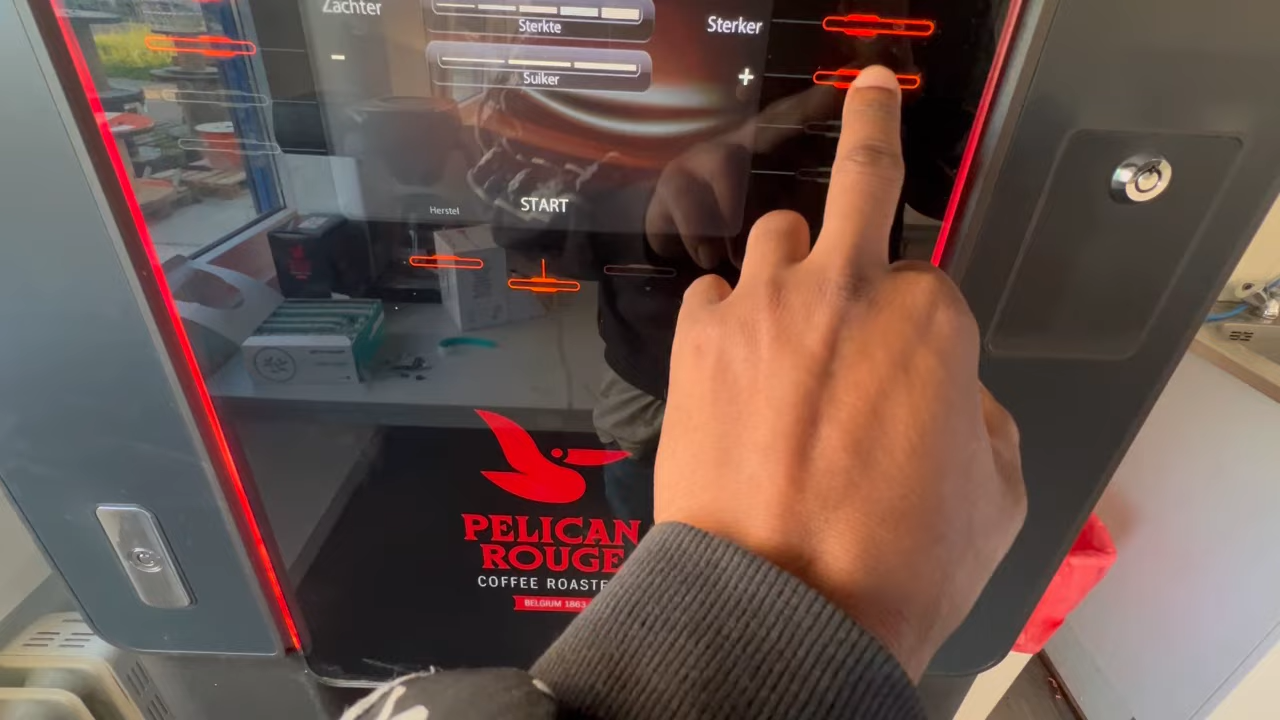 Zachter
Sterkte
Sterker
-
Suiker
+
Herstel
START
PELICAN
ROUGE
COFFEE ROASTE
BELGIUM 1863